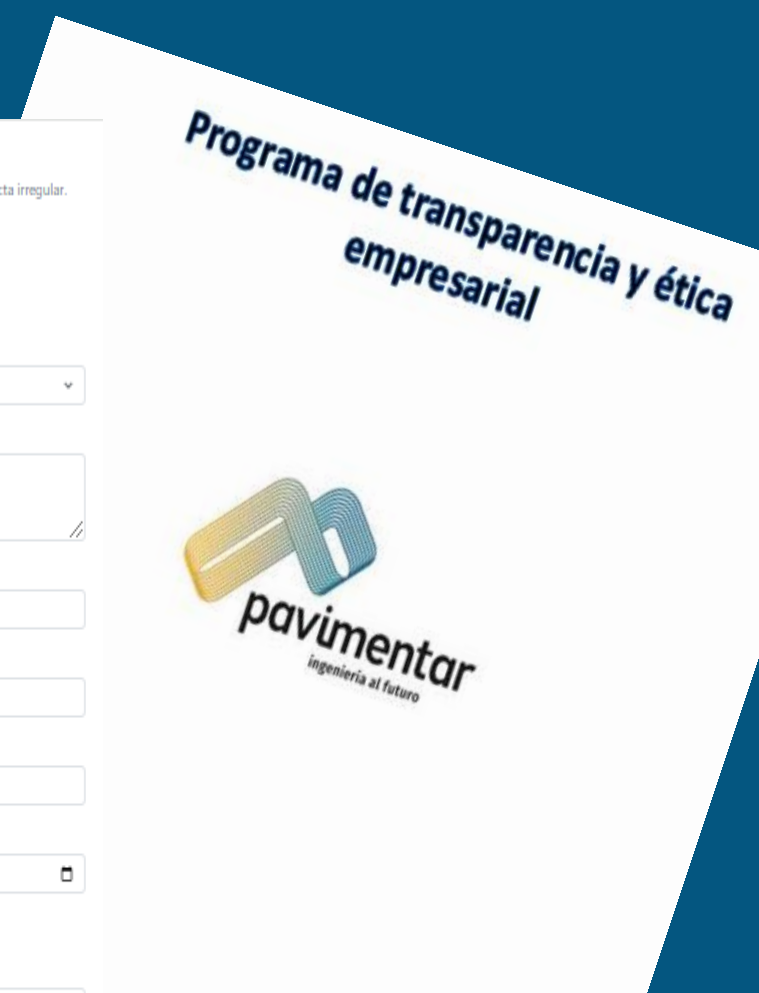 Programa de transparencia y ética
empresarial
cta irregular.
pavimentar
ingeniería al futuro